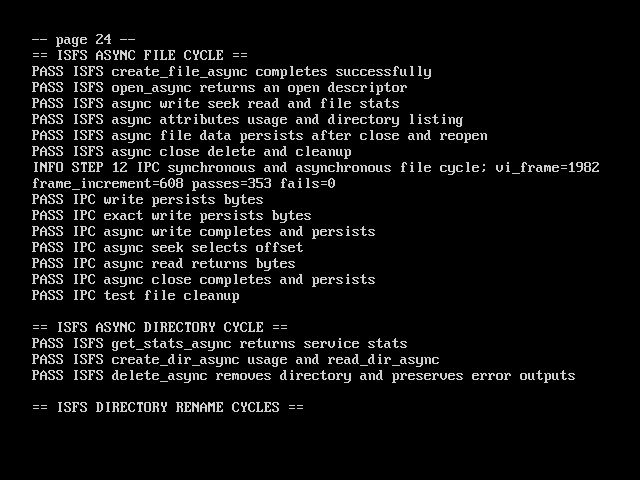 -- page 24 --
== ISFS ASYNC FILE CYCLE ==
PASS ISFS create_file_async completes successfully
PASS ISFS open_async returns an open descriptor
PASS ISFS async write seek read and file stats
PASS ISFS async attributes usage and directory listing
PASS ISFS async file data persists after close and reopen
PASS ISFS async close delete and cleanup
INFO STEP 12 IPC synchronous and asynchronous file cycle; vi_frame=1982
frame_increment=608 passes=353 fails=0
PASS IPC write persists bytes
PASS IPC exact write persists bytes
PASS IPC async write completes and persists
PASS IPC async seek selects offset
PASS IPC async read returns bytes
PASS IPC async close completes and persists
PASS IPC test file cleanup
== ISFS ASYNC DIRECTORY CYCLE ==
PASS ISFS get_stats_async returns service stats
PASS ISFS create_dir_async usage and read_dir_async
PASS ISFS delete_async removes directory and preserves error outputs
== ISFS DIRECTORY RENAME CYCLES ==